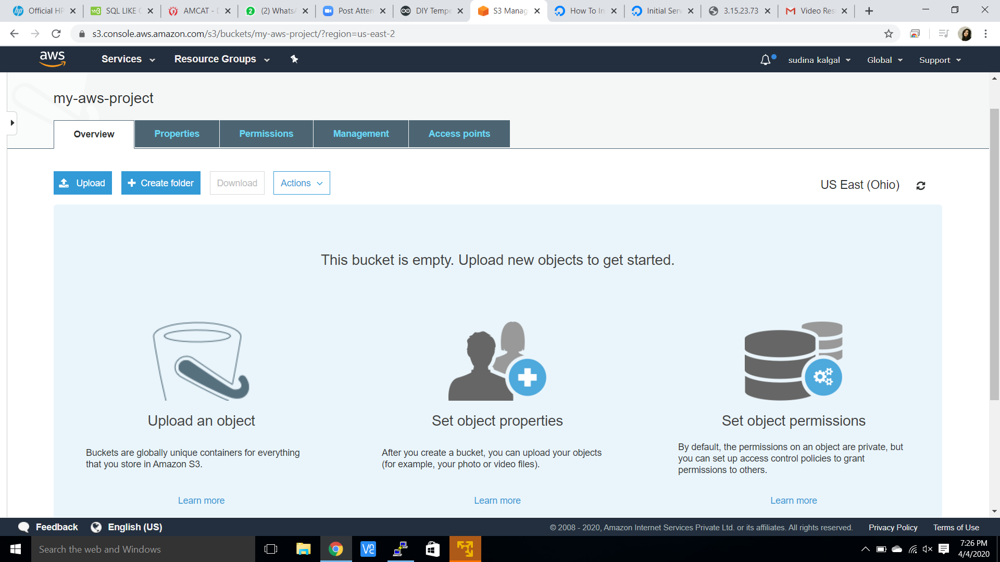 Official HP
SQL LIKE
AMCAT -
(2) WhatsA
Post Atten
DIY Tempe
S3 Manag
How To In
Initial Serv
3.15.23.73
Video Res
s3.console.aws.amazon.com/s3/buckets/my-aws-project/?region=us-east-2
aws
Services
Resource Groups
sudina kalgal
Global
Support
my-aws-project
Overview
Properties
Permissions
Management
Access points
Upload
Create folder
Download
Actions
US East (Ohio)
This bucket is empty. Upload new objects to get started.
Upload an object
Buckets are globally unique containers for everything
that you store in Amazon S3.
Learn more
Set object properties
After you create a bucket, you can upload your objects
(for example, your photo or video files).
Learn more
Set object permissions
By default, the permissions on an object are private, but
you can set up access control policies to grant
permissions to others.
Learn more
Feedback
English (US)
© 2008 - 2020, Amazon Internet Services Private Ltd. or its affiliates. All rights reserved.
Privacy Policy
Terms of Use
Search the web and Windows
7:26 PM
4/4/2020